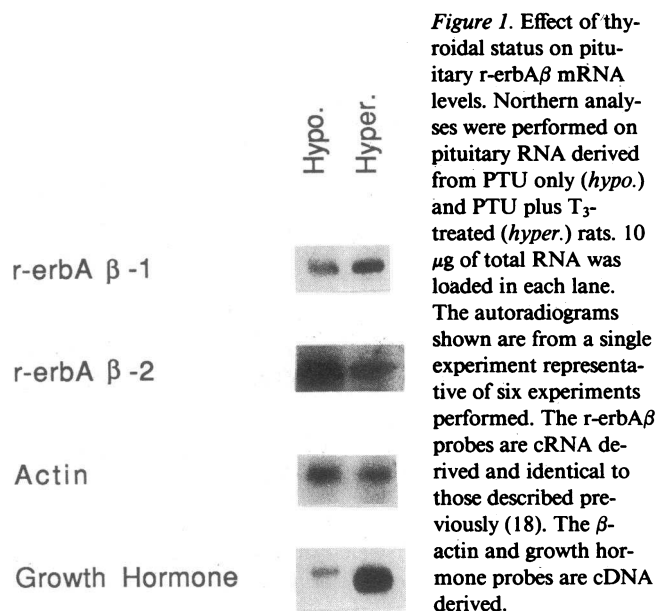 Hypo.
Hyper.
r-erbA β-1
r-erbA β-2
Actin
Growth Hormone
Figure 1. Effect of thy-
roidal status on pitu-
itary r-erbAβ mRNA
levels. Northern analy-
ses were performed on
pituitary RNA derived
from PTU only (hypo.)
and PTU plus T₃-
treated (hyper.) rats. 10
μg of total RNA was
loaded in each lane.
The autoradiograms
shown are from a single
experiment representa-
tive of six experiments
performed. The r-erbAβ
probes are cRNA de-
rived and identical to
those described pre-
viously (18). The β-
actin and growth hor-
mone probes are cDNA
derived.